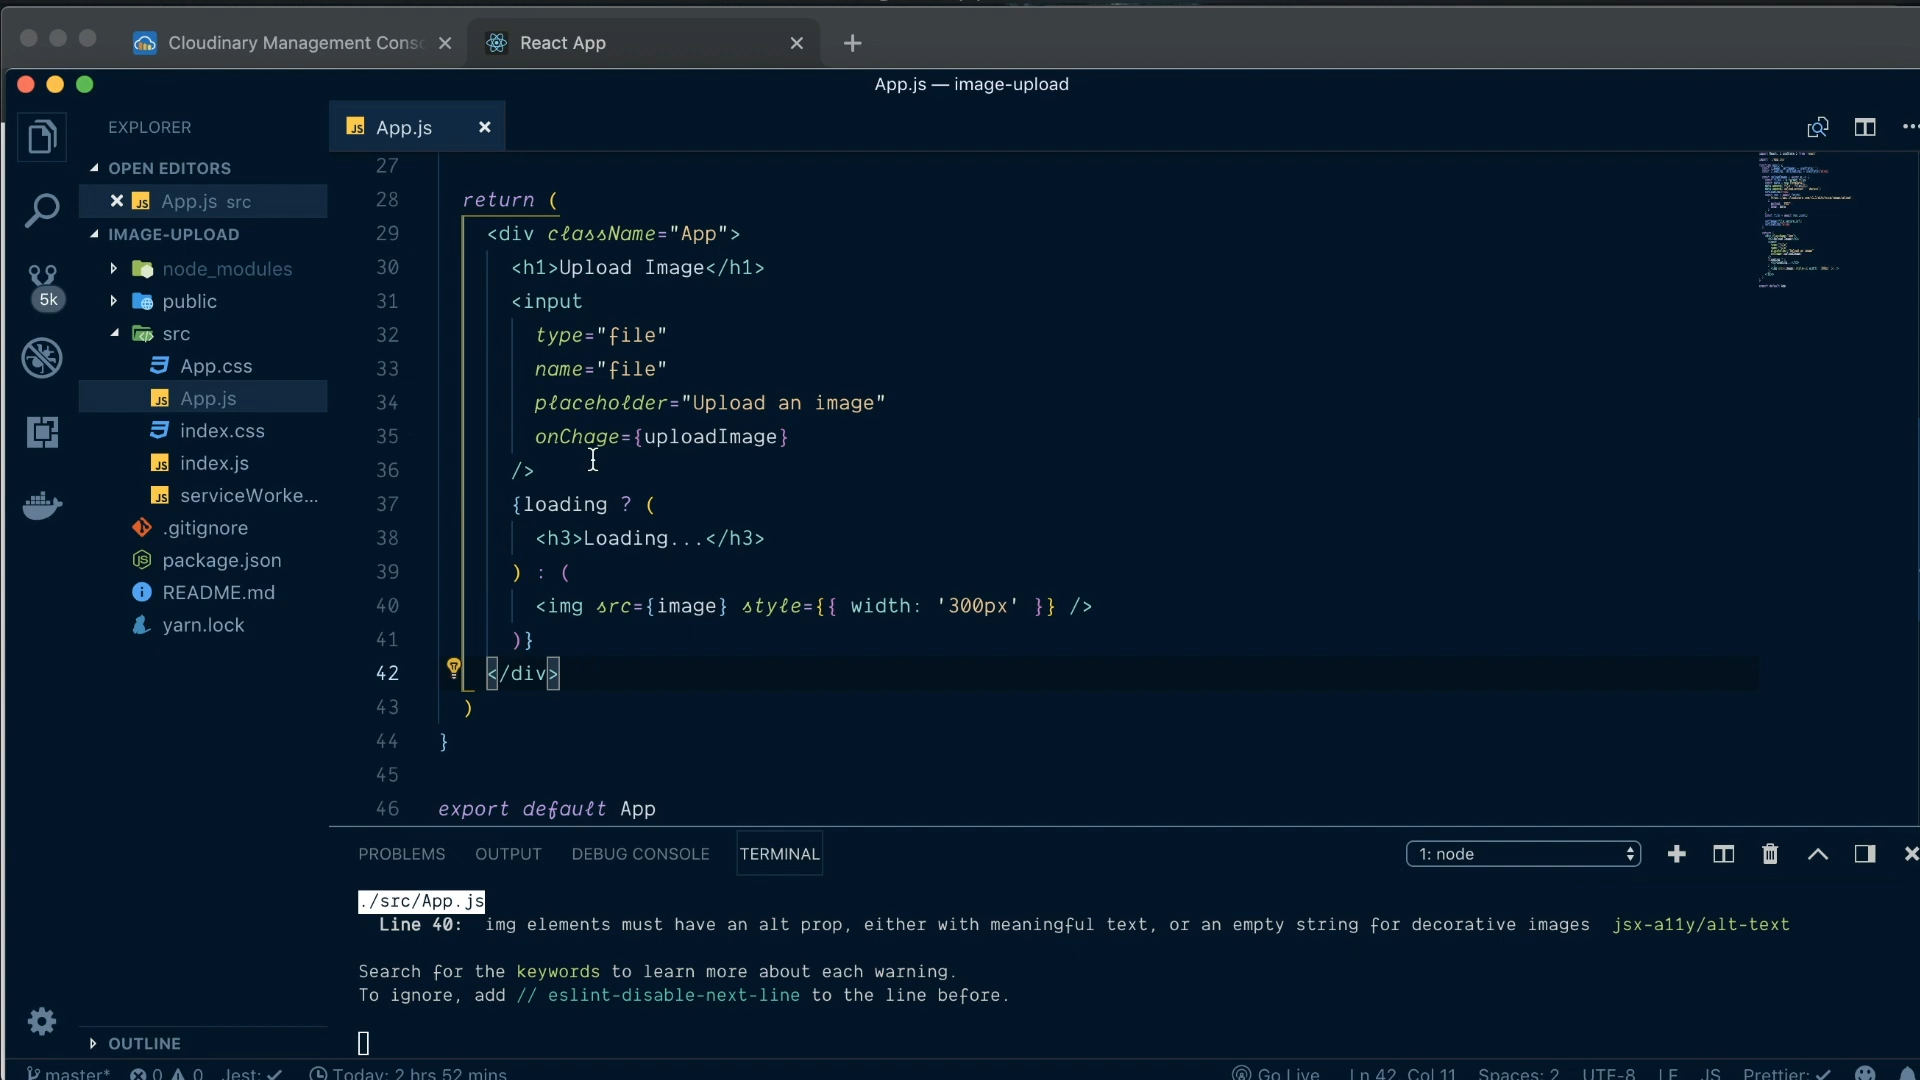 Cloudinary Management Conso
React App
App.js — image-upload
EXPLORER
App.js
OPEN EDITORS
App.js src
IMAGE-UPLOAD
node_modules
public
5k
src
App.css
App.js
index.css
index.js
serviceWorke...
.gitignore
package.json
README.md
yarn.lock
OUTLINE
27
28 return (
29 <div className="App">
30 <h1>Upload Image</h1>
31 <input
32 type="file"
33 name="file"
34 placeholder="Upload an image"
35 onChage={uploadImage}
36 />
37 {loading ? (
38 <h3>Loading...</h3>
39 ) : (
40 <img src={image} style={{ width: '300px' }} />
41 )}
42 </div>
43 )
44 }
45
46 export default App
PROBLEMS OUTPUT DEBUG CONSOLE TERMINAL 1: node
./src/App.js
Line 40: img elements must have an alt prop, either with meaningful text, or an empty string for decorative images jsx-a11y/alt-text
Search for the keywords to learn more about each warning.
To ignore, add // eslint-disable-next-line to the line before.
master* 0 0 Jest: Today: 2 hrs 52 mins Go Live Ln 42, Col 11 Spaces: 2 UTF-8 LF JS Prettier: